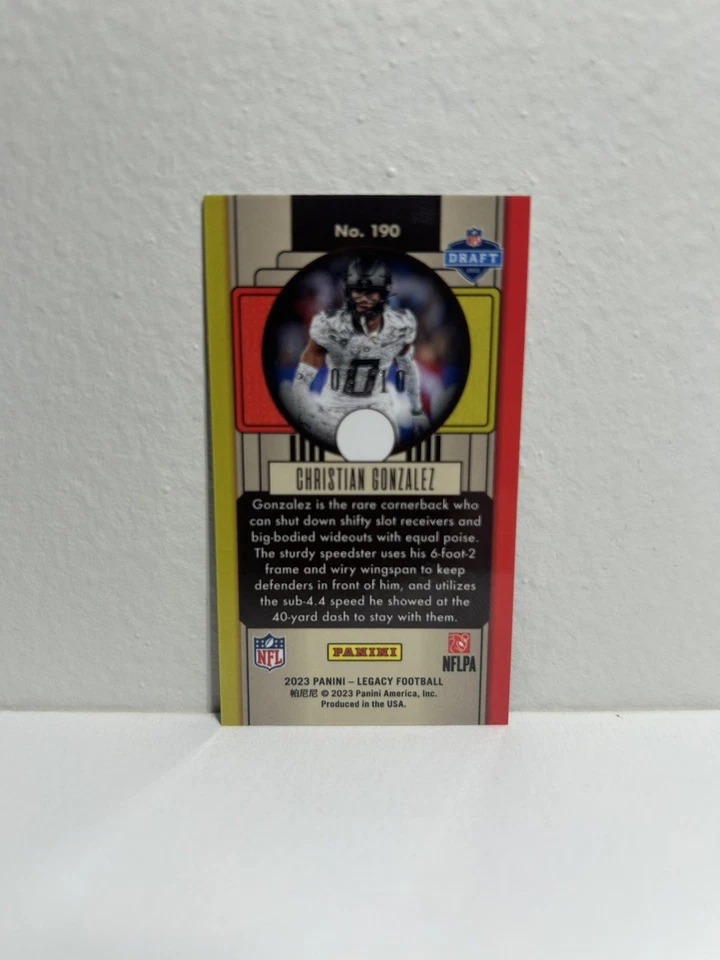 No. 190
NFL
DRAFT
0
10
CHRISTIAN GONZALEZ
Gonzalez is the rare cornerback who
can shut down shifty slot receivers and
big-bodied wideouts with equal poise.
The sturdy speedster uses his 6-foot-2
frame and wiry wingspan to keep
defenders in front of him, and utilizes
the sub-4.4 speed he showed at the
40-yard dash to stay with them.
NFL
PANINI
NFLPA
2023 PANINI – LEGACY FOOTBALL
帕尼尼 © 2023 Panini America, Inc.
Produced in the USA.